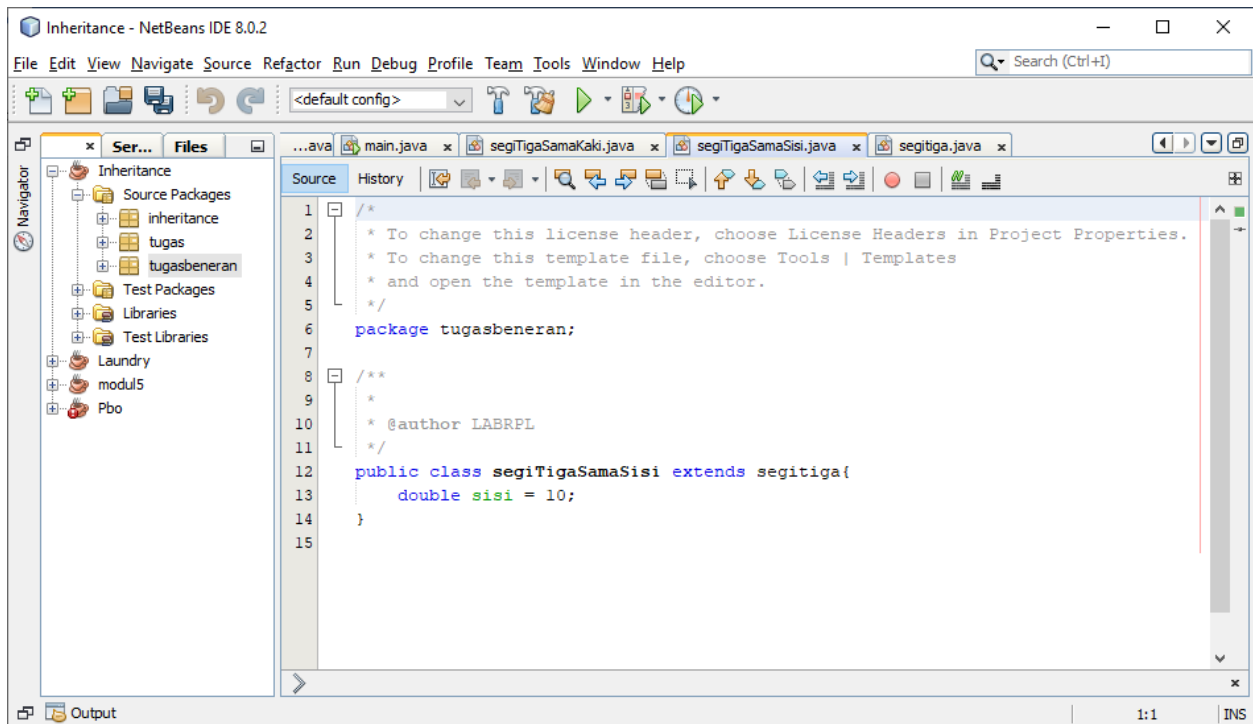 Inheritance - NetBeans IDE 8.0.2
File Edit View Navigate Source Refactor Run Debug Profile Team Tools Window Help
Search (Ctrl+I)
<default config>
Navigator
Ser... Files
Inheritance
Source Packages
inheritance
tugas
tugasbeneran
Test Packages
Libraries
Test Libraries
Laundry
modul5
Pbo
...ava main.java segiTigaSamaKaki.java segiTigaSamaSisi.java segitiga.java
Source History
1 /*
2 * To change this license header, choose License Headers in Project Properties.
3 * To change this template file, choose Tools | Templates
4 * and open the template in the editor.
5 */
6 package tugasbeneran;
7
8 /**
9 *
10 * @author LABRPL
11 */
12 public class segiTigaSamaSisi extends segitiga{
13 double sisi = 10;
14 }
15
Output
1:1 INS